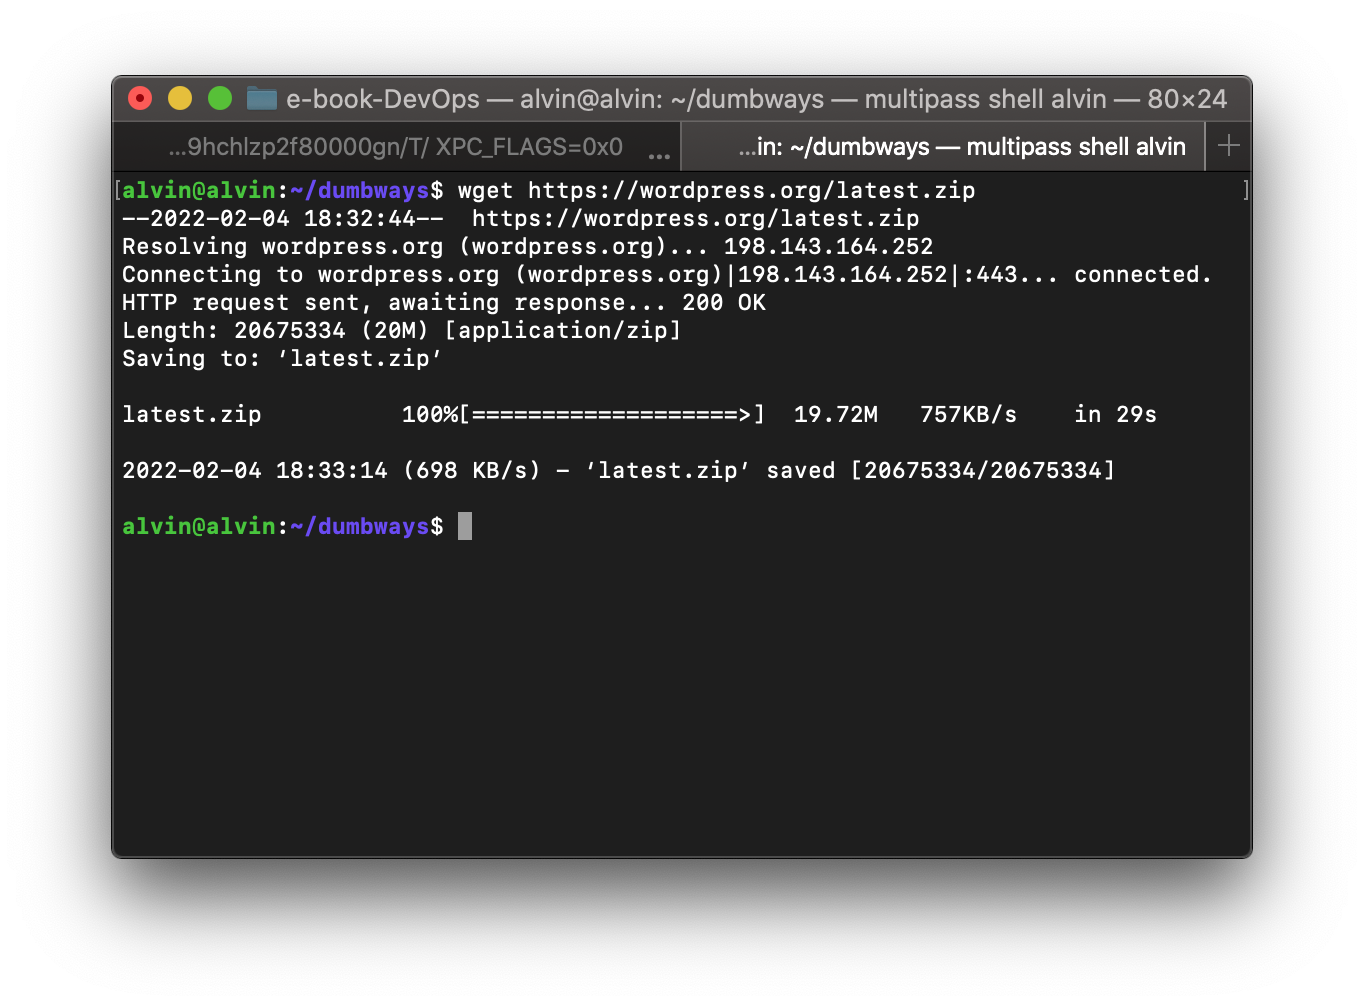 e-book-DevOps — alvin@alvin: ~/dumbways — multipass shell alvin — 80×24
...9hchlzp2f80000gn/T/ XPC_FLAGS=0x0 ...
...in: ~/dumbways — multipass shell alvin +
[alvin@alvin:~/dumbways$ wget https://wordpress.org/latest.zip ]
--2022-02-04 18:32:44--  https://wordpress.org/latest.zip
Resolving wordpress.org (wordpress.org)... 198.143.164.252
Connecting to wordpress.org (wordpress.org)|198.143.164.252|:443... connected.
HTTP request sent, awaiting response... 200 OK
Length: 20675334 (20M) [application/zip]
Saving to: ‘latest.zip’
latest.zip          100%[===================>]  19.72M   757KB/s    in 29s
2022-02-04 18:33:14 (698 KB/s) - ‘latest.zip’ saved [20675334/20675334]
alvin@alvin:~/dumbways$